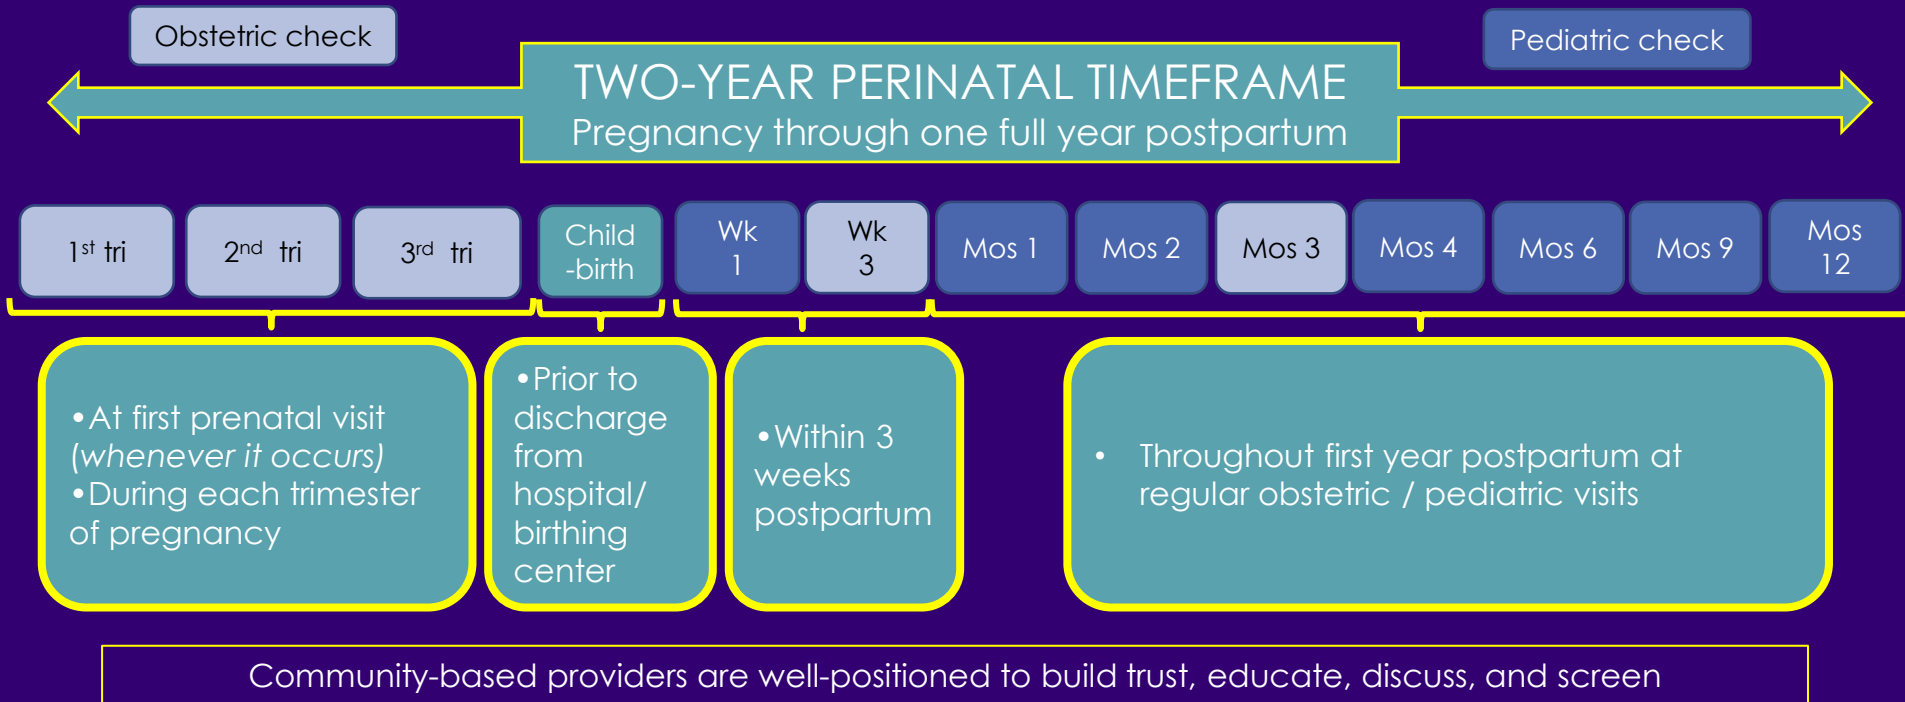 Obstetric check
Pediatric check
TWO-YEAR PERINATAL TIMEFRAME
Pregnancy through one full year postpartum
1st tri
2nd tri
3rd tri
Child
-birth
Wk
1
Wk
3
Mos 1
Mos 2
Mos 3
Mos 4
Mos 6
Mos 9
Mos
12
•At first prenatal visit
(whenever it occurs)
•During each trimester
of pregnancy
•Prior to
discharge
from
hospital/
birthing
center
•Within 3
weeks
postpartum
• Throughout first year postpartum at
regular obstetric / pediatric visits
Community-based providers are well-positioned to build trust, educate, discuss, and screen